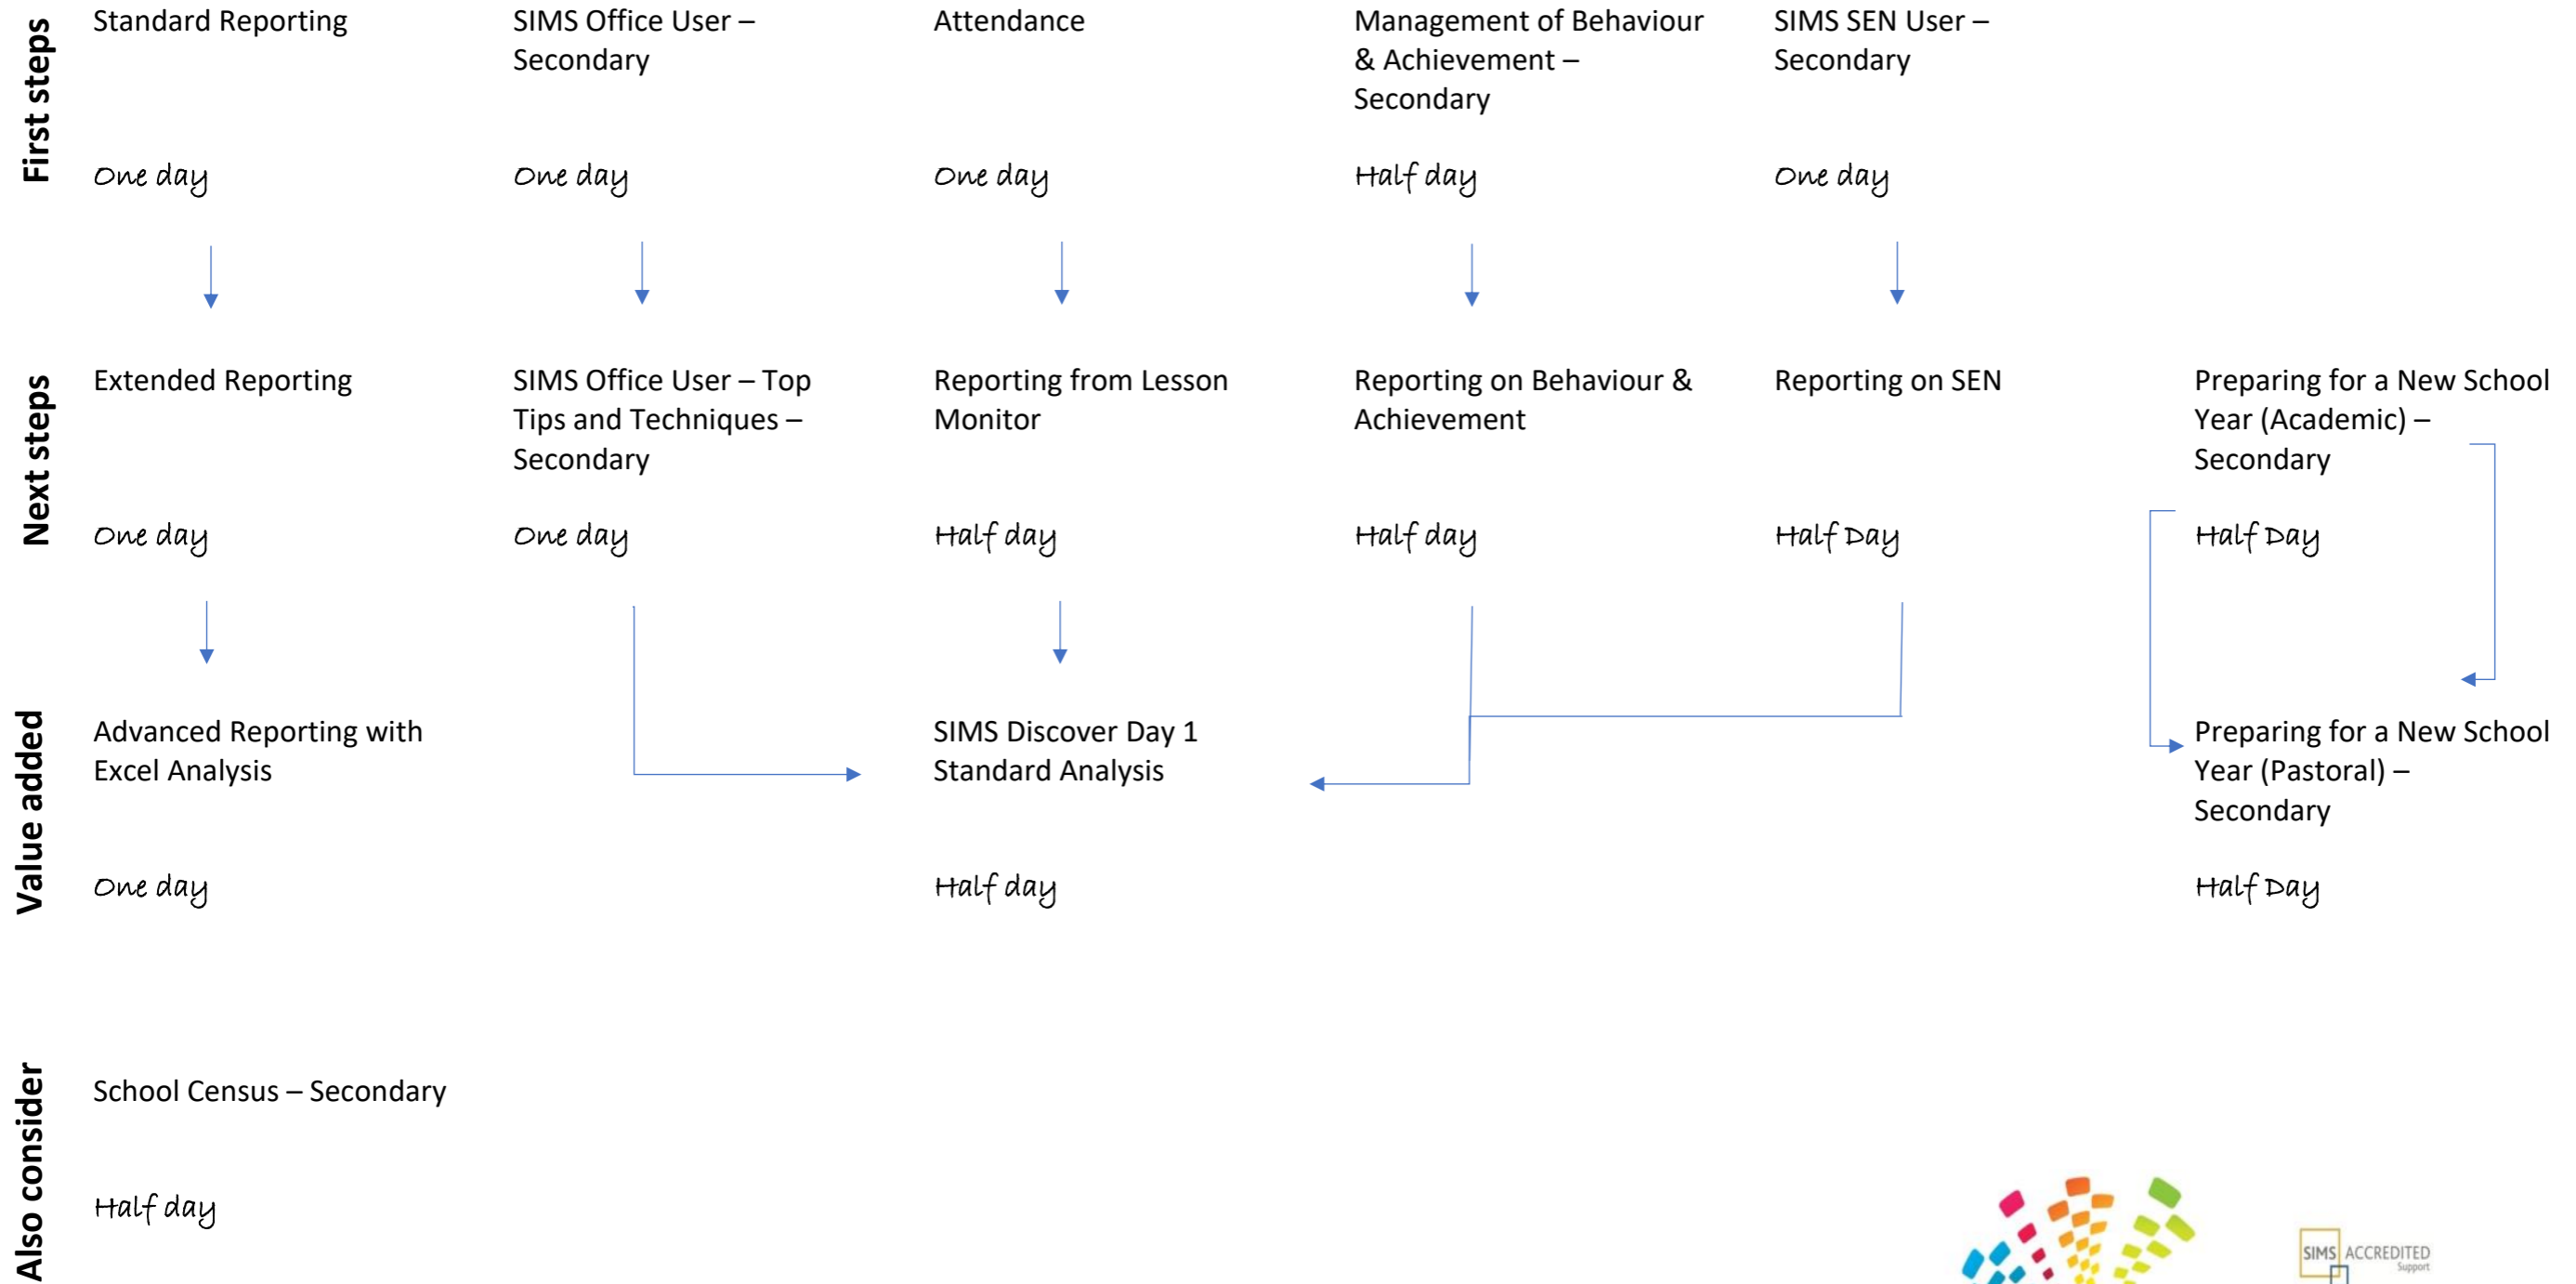 First steps
Standard Reporting
One day
SIMS Office User –
Secondary
One day
Attendance
One day
Management of Behaviour
& Achievement –
Secondary
Half day
SIMS SEN User –
Secondary
One day
Next steps
Extended Reporting
One day
SIMS Office User – Top
Tips and Techniques –
Secondary
One day
Reporting from Lesson
Monitor
Half day
Reporting on Behaviour &
Achievement
Half day
Reporting on SEN
Half Day
Preparing for a New School
Year (Academic) –
Secondary
Half Day
Value added
Advanced Reporting with
Excel Analysis
One day
SIMS Discover Day 1
Standard Analysis
Half day
Preparing for a New School
Year (Pastoral) –
Secondary
Half Day
Also consider
School Census – Secondary
Half day
SIMS ACCREDITED
Support